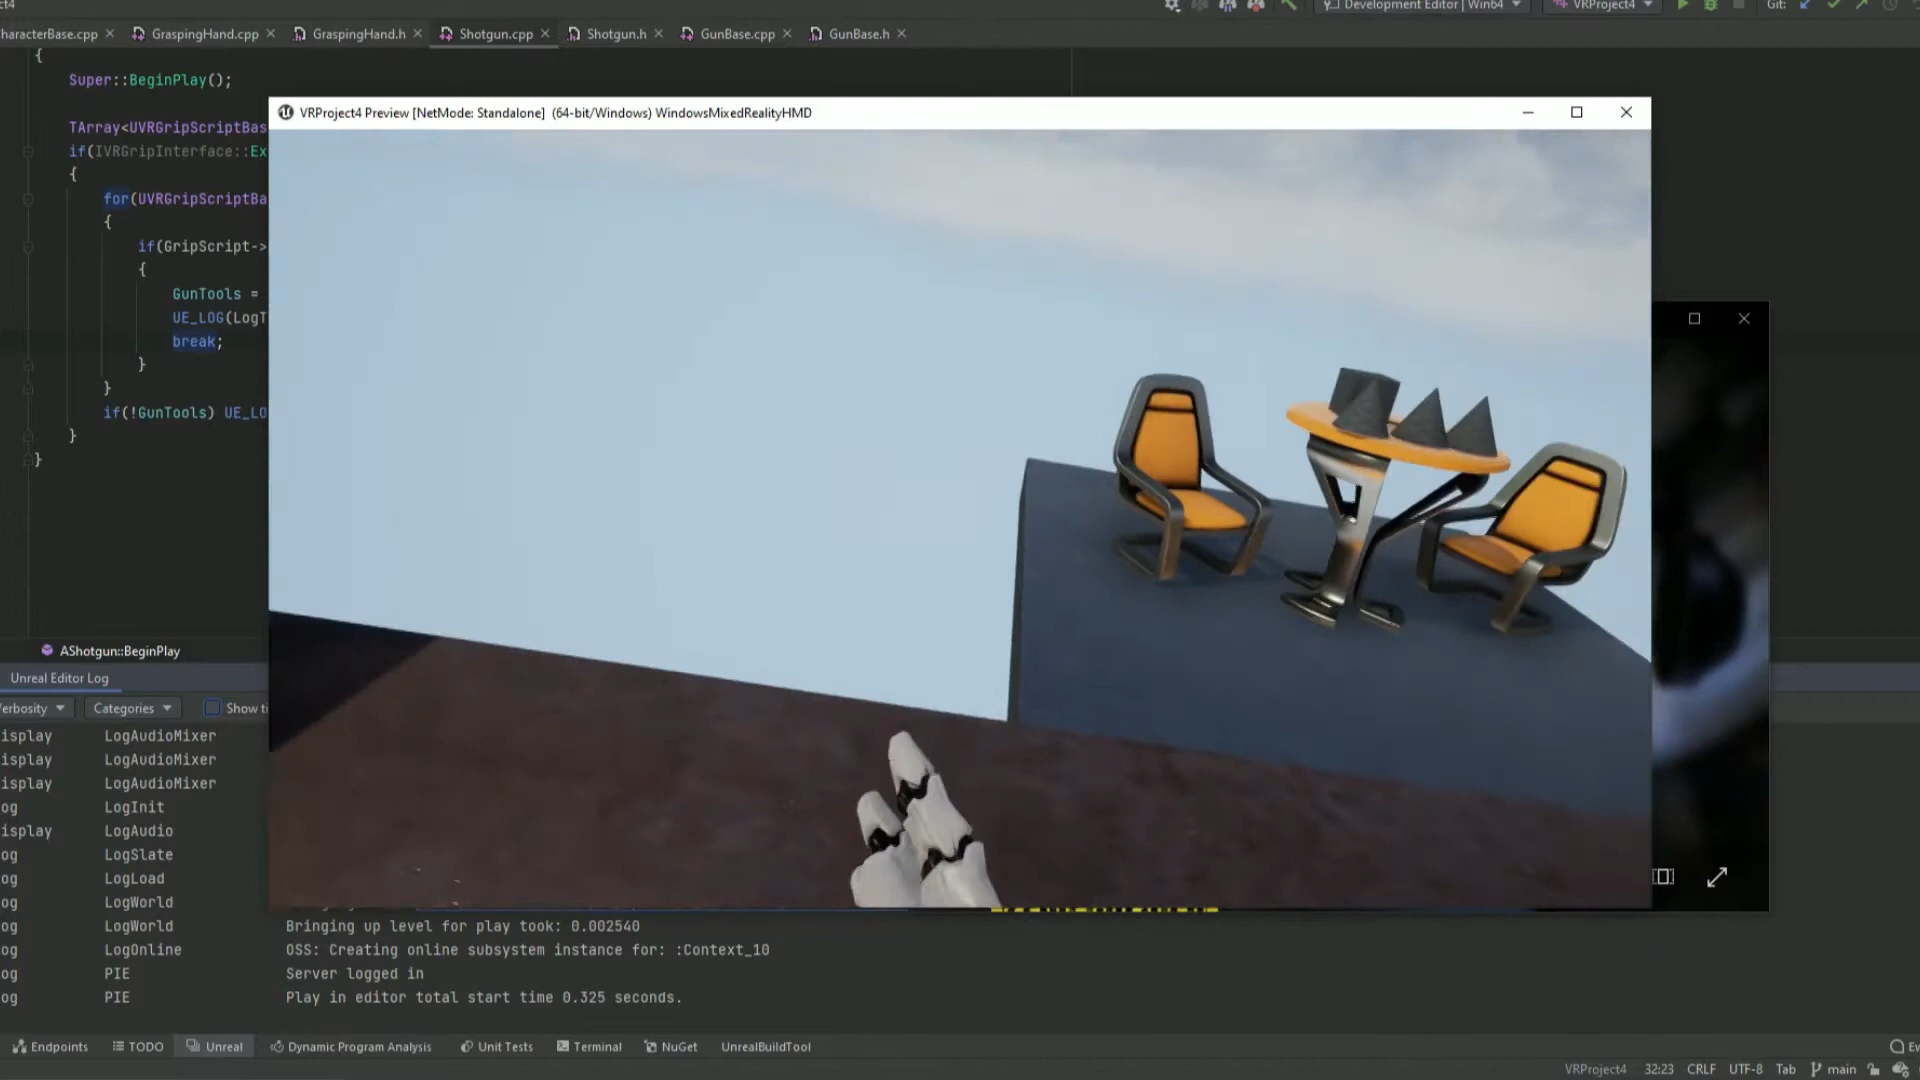 ct4
Development Editor | Win64
VRProject4
Git:
haracterBase.cpp
GraspingHand.cpp
GraspingHand.h
Shotgun.cpp
Shotgun.h
GunBase.cpp
GunBase.h
{
Super::BeginPlay();
VRProject4 Preview [NetMode: Standalone] (64-bit/Windows) WindowsMixedRealityHMD
TArray<UVRGripScriptBas
if(IVRGripInterface::Ex
{
for(UVRGripScriptBa
{
if(GripScript->
{
GunTools =
UE_LOG(LogT
break;
}
}
if(!GunTools) UE_LO
}
}
AShotgun::BeginPlay
Unreal Editor Log
erbosity
Categories
Show ti
isplay LogAudioMixer
isplay LogAudioMixer
isplay LogAudioMixer
og LogInit
isplay LogAudio
og LogSlate
og LogLoad
og LogWorld
og LogWorld Bringing up level for play took: 0.002540
og LogOnline OSS: Creating online subsystem instance for: :Context_10
og PIE Server logged in
og PIE Play in editor total start time 0.325 seconds.
Endpoints
TODO
Unreal
Dynamic Program Analysis
Unit Tests
Terminal
NuGet
UnrealBuildTool
Ev
VRProject4 32:23 CRLF UTF-8 Tab main